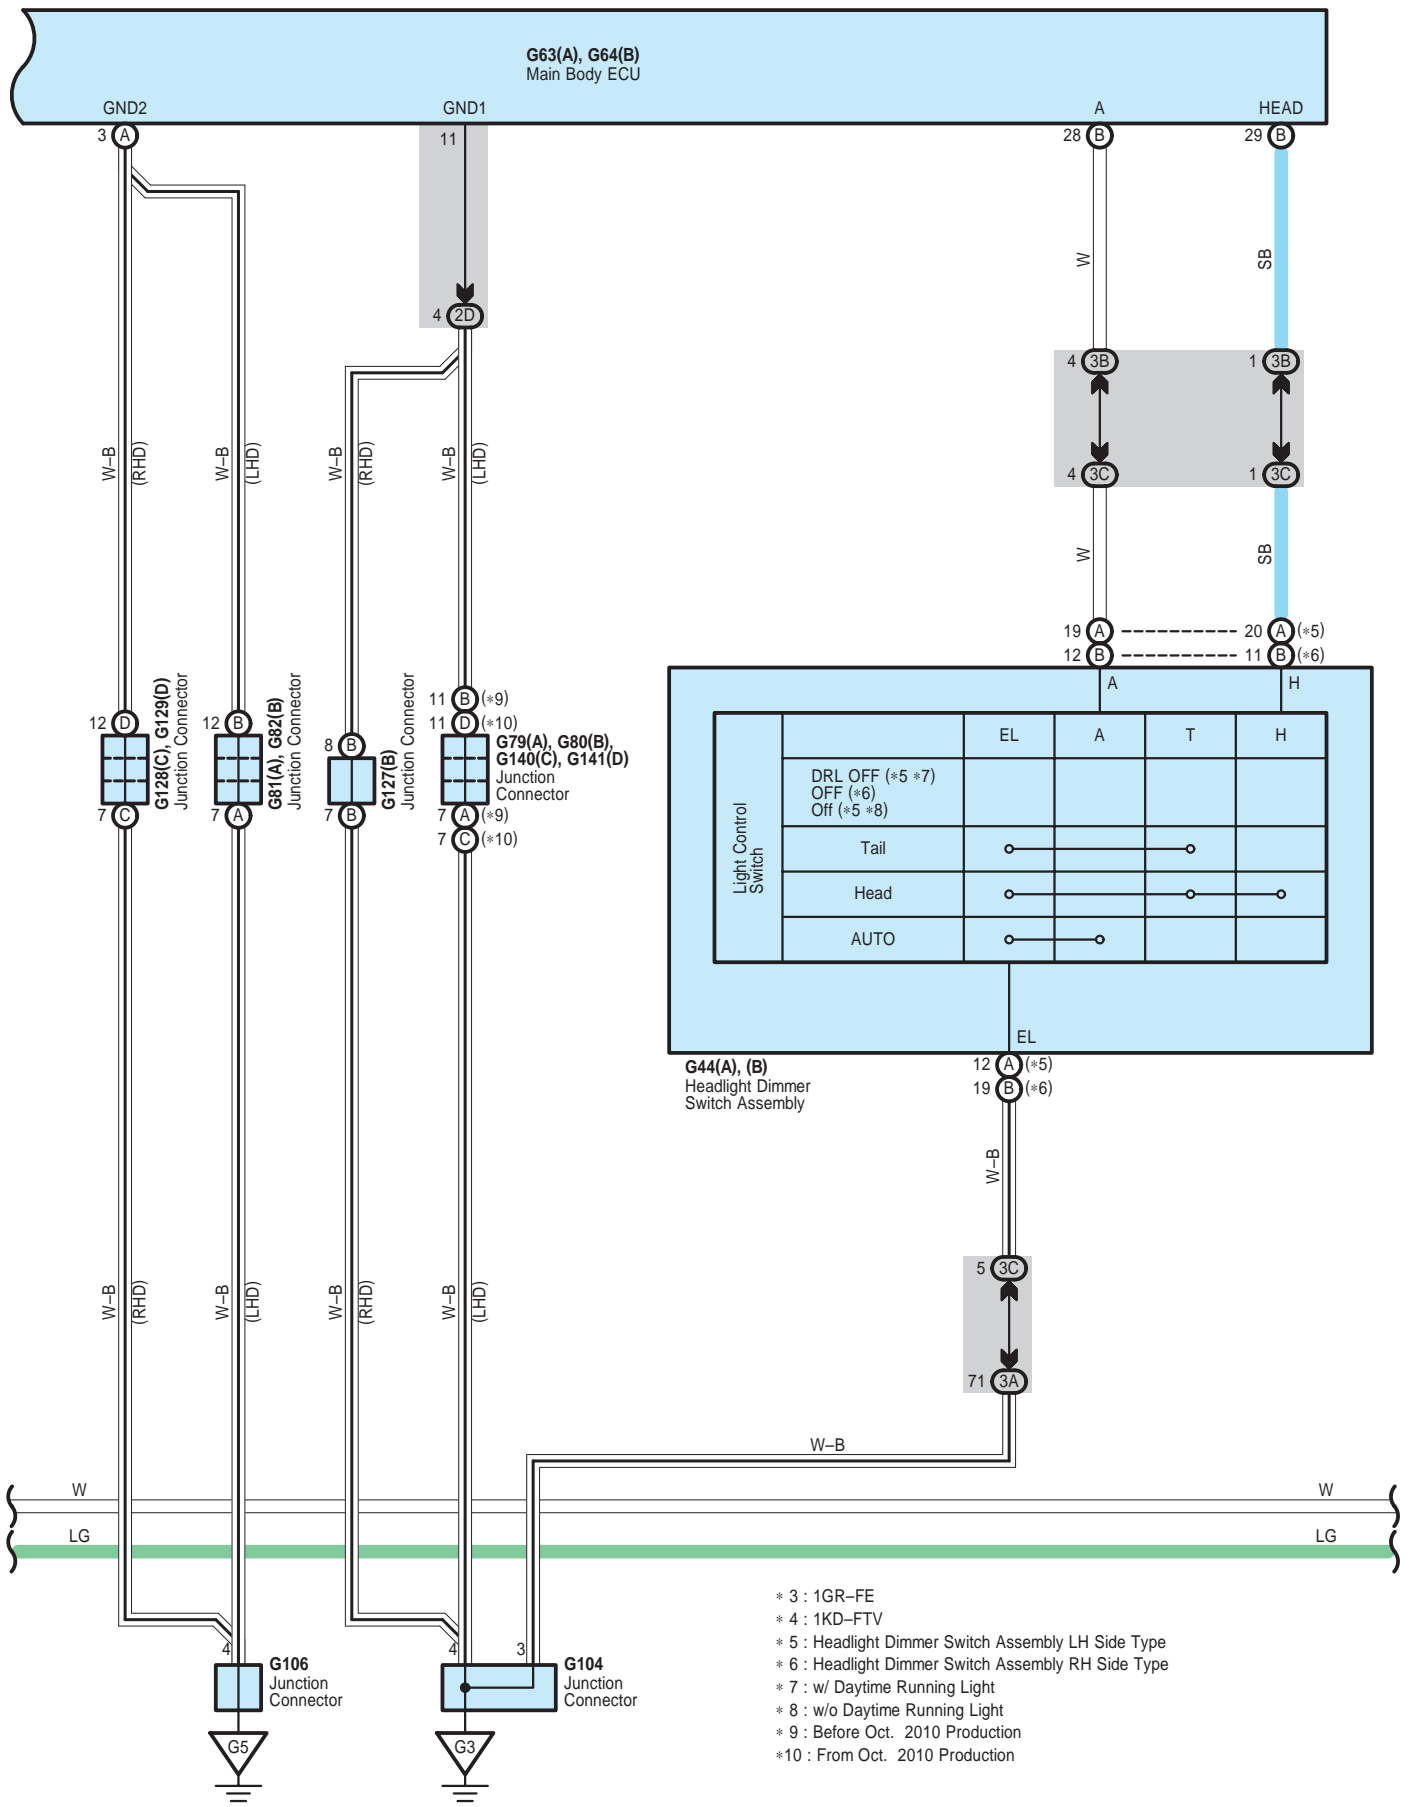 G63(A), G64(B)
Main Body ECU
GND2
GND1
A
HEAD
3 A
11
28 B
29 B
W
SB
4 2D
4 3B
1 3B
W–B
(RHD)
W–B
(LHD)
W–B
(RHD)
W–B
(LHD)
4 3C
1 3C
W
SB
19 A
20 A (∗5)
12 B
11 B (∗6)
A
H
12 D
G128(C), G129(D)
Junction Connector
7 C
12 B
G81(A), G82(B)
Junction Connector
7 A
8 B
G127(B)
Junction Connector
7 B
11 B (∗9)
11 D (∗10)
G79(A), G80(B),
G140(C), G141(D)
Junction
Connector
7 A (∗9)
7 C (∗10)
Light Control
Switch
EL A T H
DRL OFF (∗5 ∗7)
OFF (∗6)
Off (∗5 ∗8)
Tail
Head
AUTO
EL
G44(A), (B)
Headlight Dimmer
Switch Assembly
12 A (∗5)
19 B (∗6)
W–B
5 3C
71 3A
W–B
(RHD)
W–B
(LHD)
W–B
(RHD)
W–B
(LHD)
W–B
W
W
LG
LG
4
4
3
G106
Junction
Connector
G104
Junction
Connector
G5
G3
∗ 3 : 1GR–FE
∗ 4 : 1KD–FTV
∗ 5 : Headlight Dimmer Switch Assembly LH Side Type
∗ 6 : Headlight Dimmer Switch Assembly RH Side Type
∗ 7 : w/ Daytime Running Light
∗ 8 : w/o Daytime Running Light
∗ 9 : Before Oct. 2010 Production
∗10 : From Oct. 2010 Production